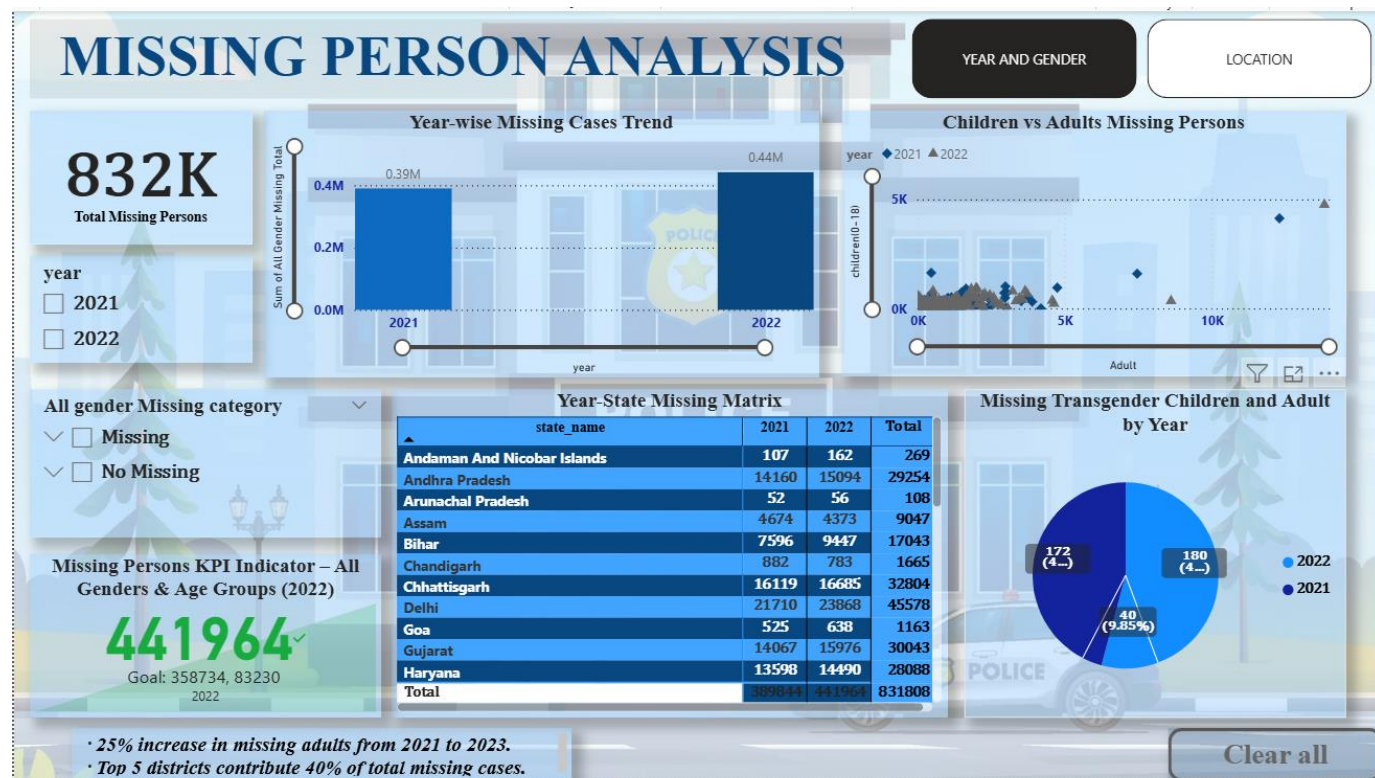 MISSING PERSON ANALYSIS
YEAR AND GENDER
LOCATION
832K
Total Missing Persons
year
2021
2022
Year-wise Missing Cases Trend
Sum of All Gender Missing Total
0.4M
0.2M
0.0M
0.39M
0.44M
2021
2022
year
Children vs Adults Missing Persons
year 2021 2022
children(0-18)
5K
0K
0K 5K 10K
Adult
All gender Missing category
Missing
No Missing
Missing Persons KPI Indicator – All
Genders & Age Groups (2022)
441964
Goal: 358734, 83230
2022
Year-State Missing Matrix
state_name 2021 2022 Total
Andaman And Nicobar Islands 107 162 269
Andhra Pradesh 14160 15094 29254
Arunachal Pradesh 52 56 108
Assam 4674 4373 9047
Bihar 7596 9447 17043
Chandigarh 882 783 1665
Chhattisgarh 16119 16685 32804
Delhi 21710 23868 45578
Goa 525 638 1163
Gujarat 14067 15976 30043
Haryana 13598 14490 28088
Total 389844 441964 831808
Missing Transgender Children and Adult
by Year
172
(4...)
180
(4...)
40
(9.85%)
2022
2021
POLICE
POLICE
· 25% increase in missing adults from 2021 to 2023.
· Top 5 districts contribute 40% of total missing cases.
Clear all